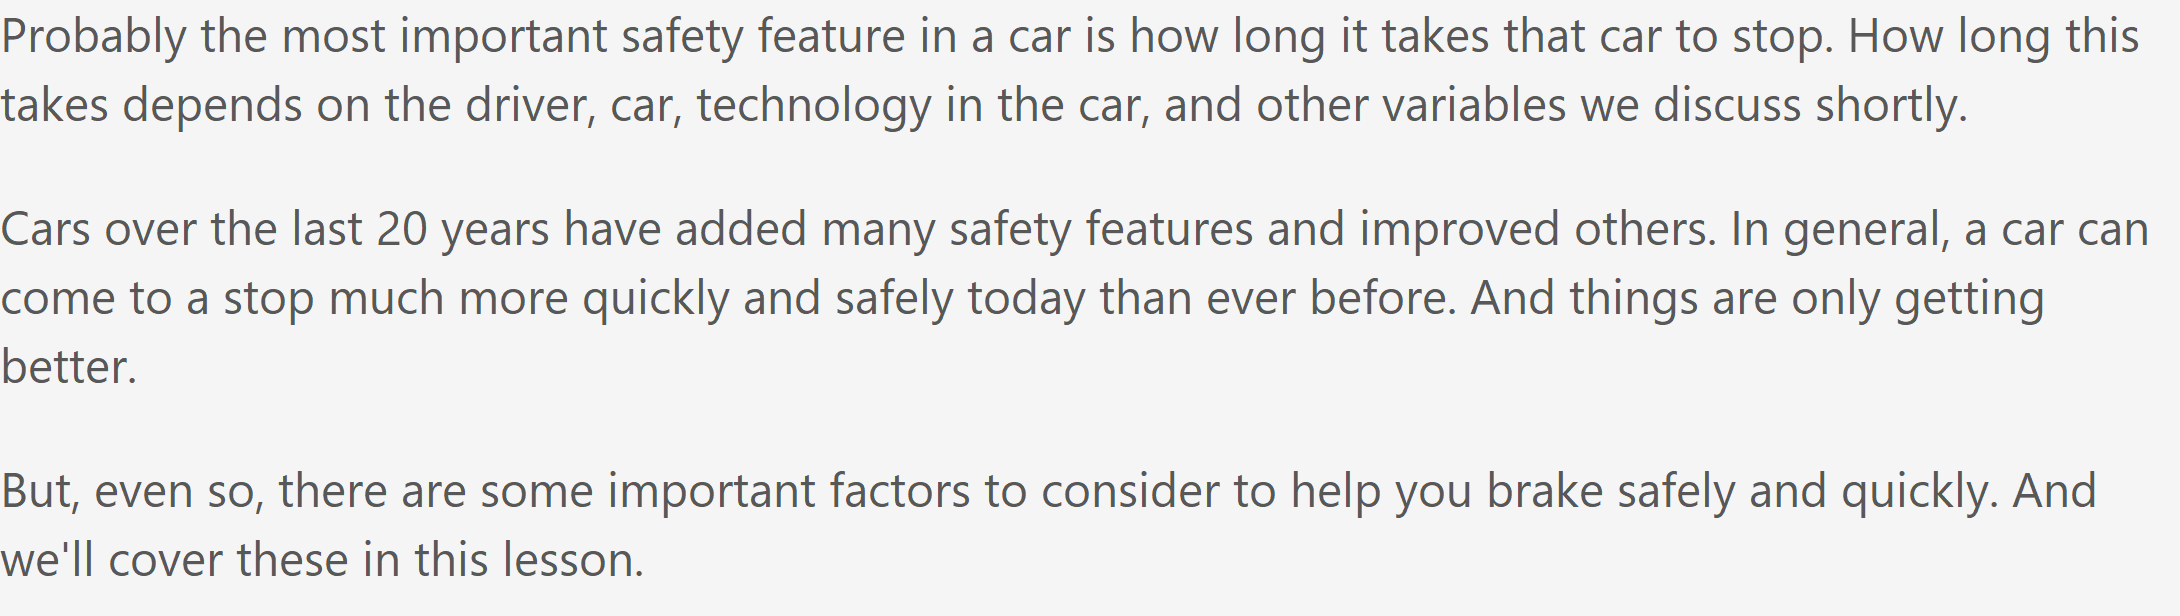 Probably the most important safety feature in a car is how long it takes that car to stop. How long this
takes depends on the driver, car, technology in the car, and other variables we discuss shortly.
Cars over the last 20 years have added many safety features and improved others. In general, a car can
come to a stop much more quickly and safely today than ever before. And things are only getting
better.
But, even so, there are some important factors to consider to help you brake safely and quickly. And
we'll cover these in this lesson.